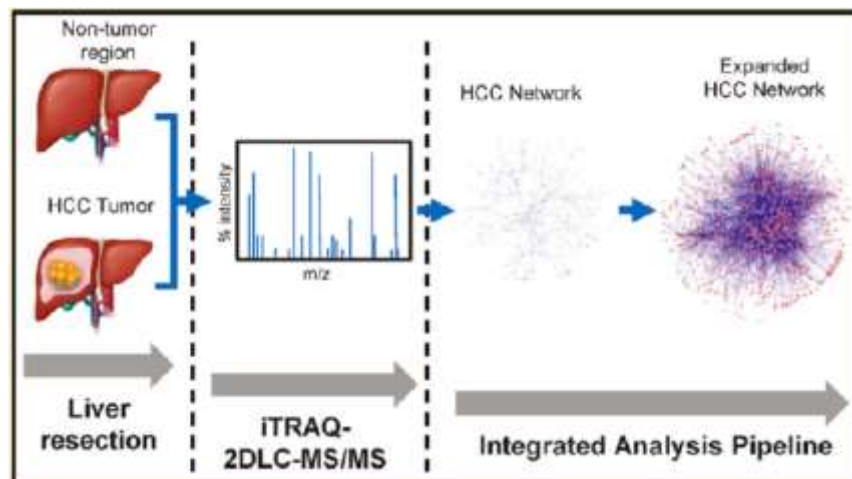 Non-tumor
region
HCC Tumor
Liver
resection
% intensity
m/z
iTRAQ-
2DLC-MS/MS
HCC Network
Expanded
HCC Network
Integrated Analysis Pipeline